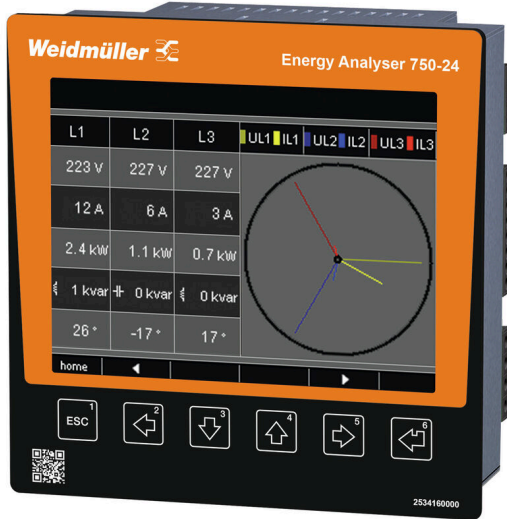 Weidmüller
Energy Analyser 750-24
L1 L2 L3 UL1 IL1 UL2 IL2 UL3 IL3
223 V 227 V 227 V
12 A 6 A 3 A
2.4 kW 1.1 kW 0.7 kW
1 kvar 0 kvar 0 kvar
26 ° -17 ° 17 °
home
ESC 1 2 3 4 5 6
2534160000